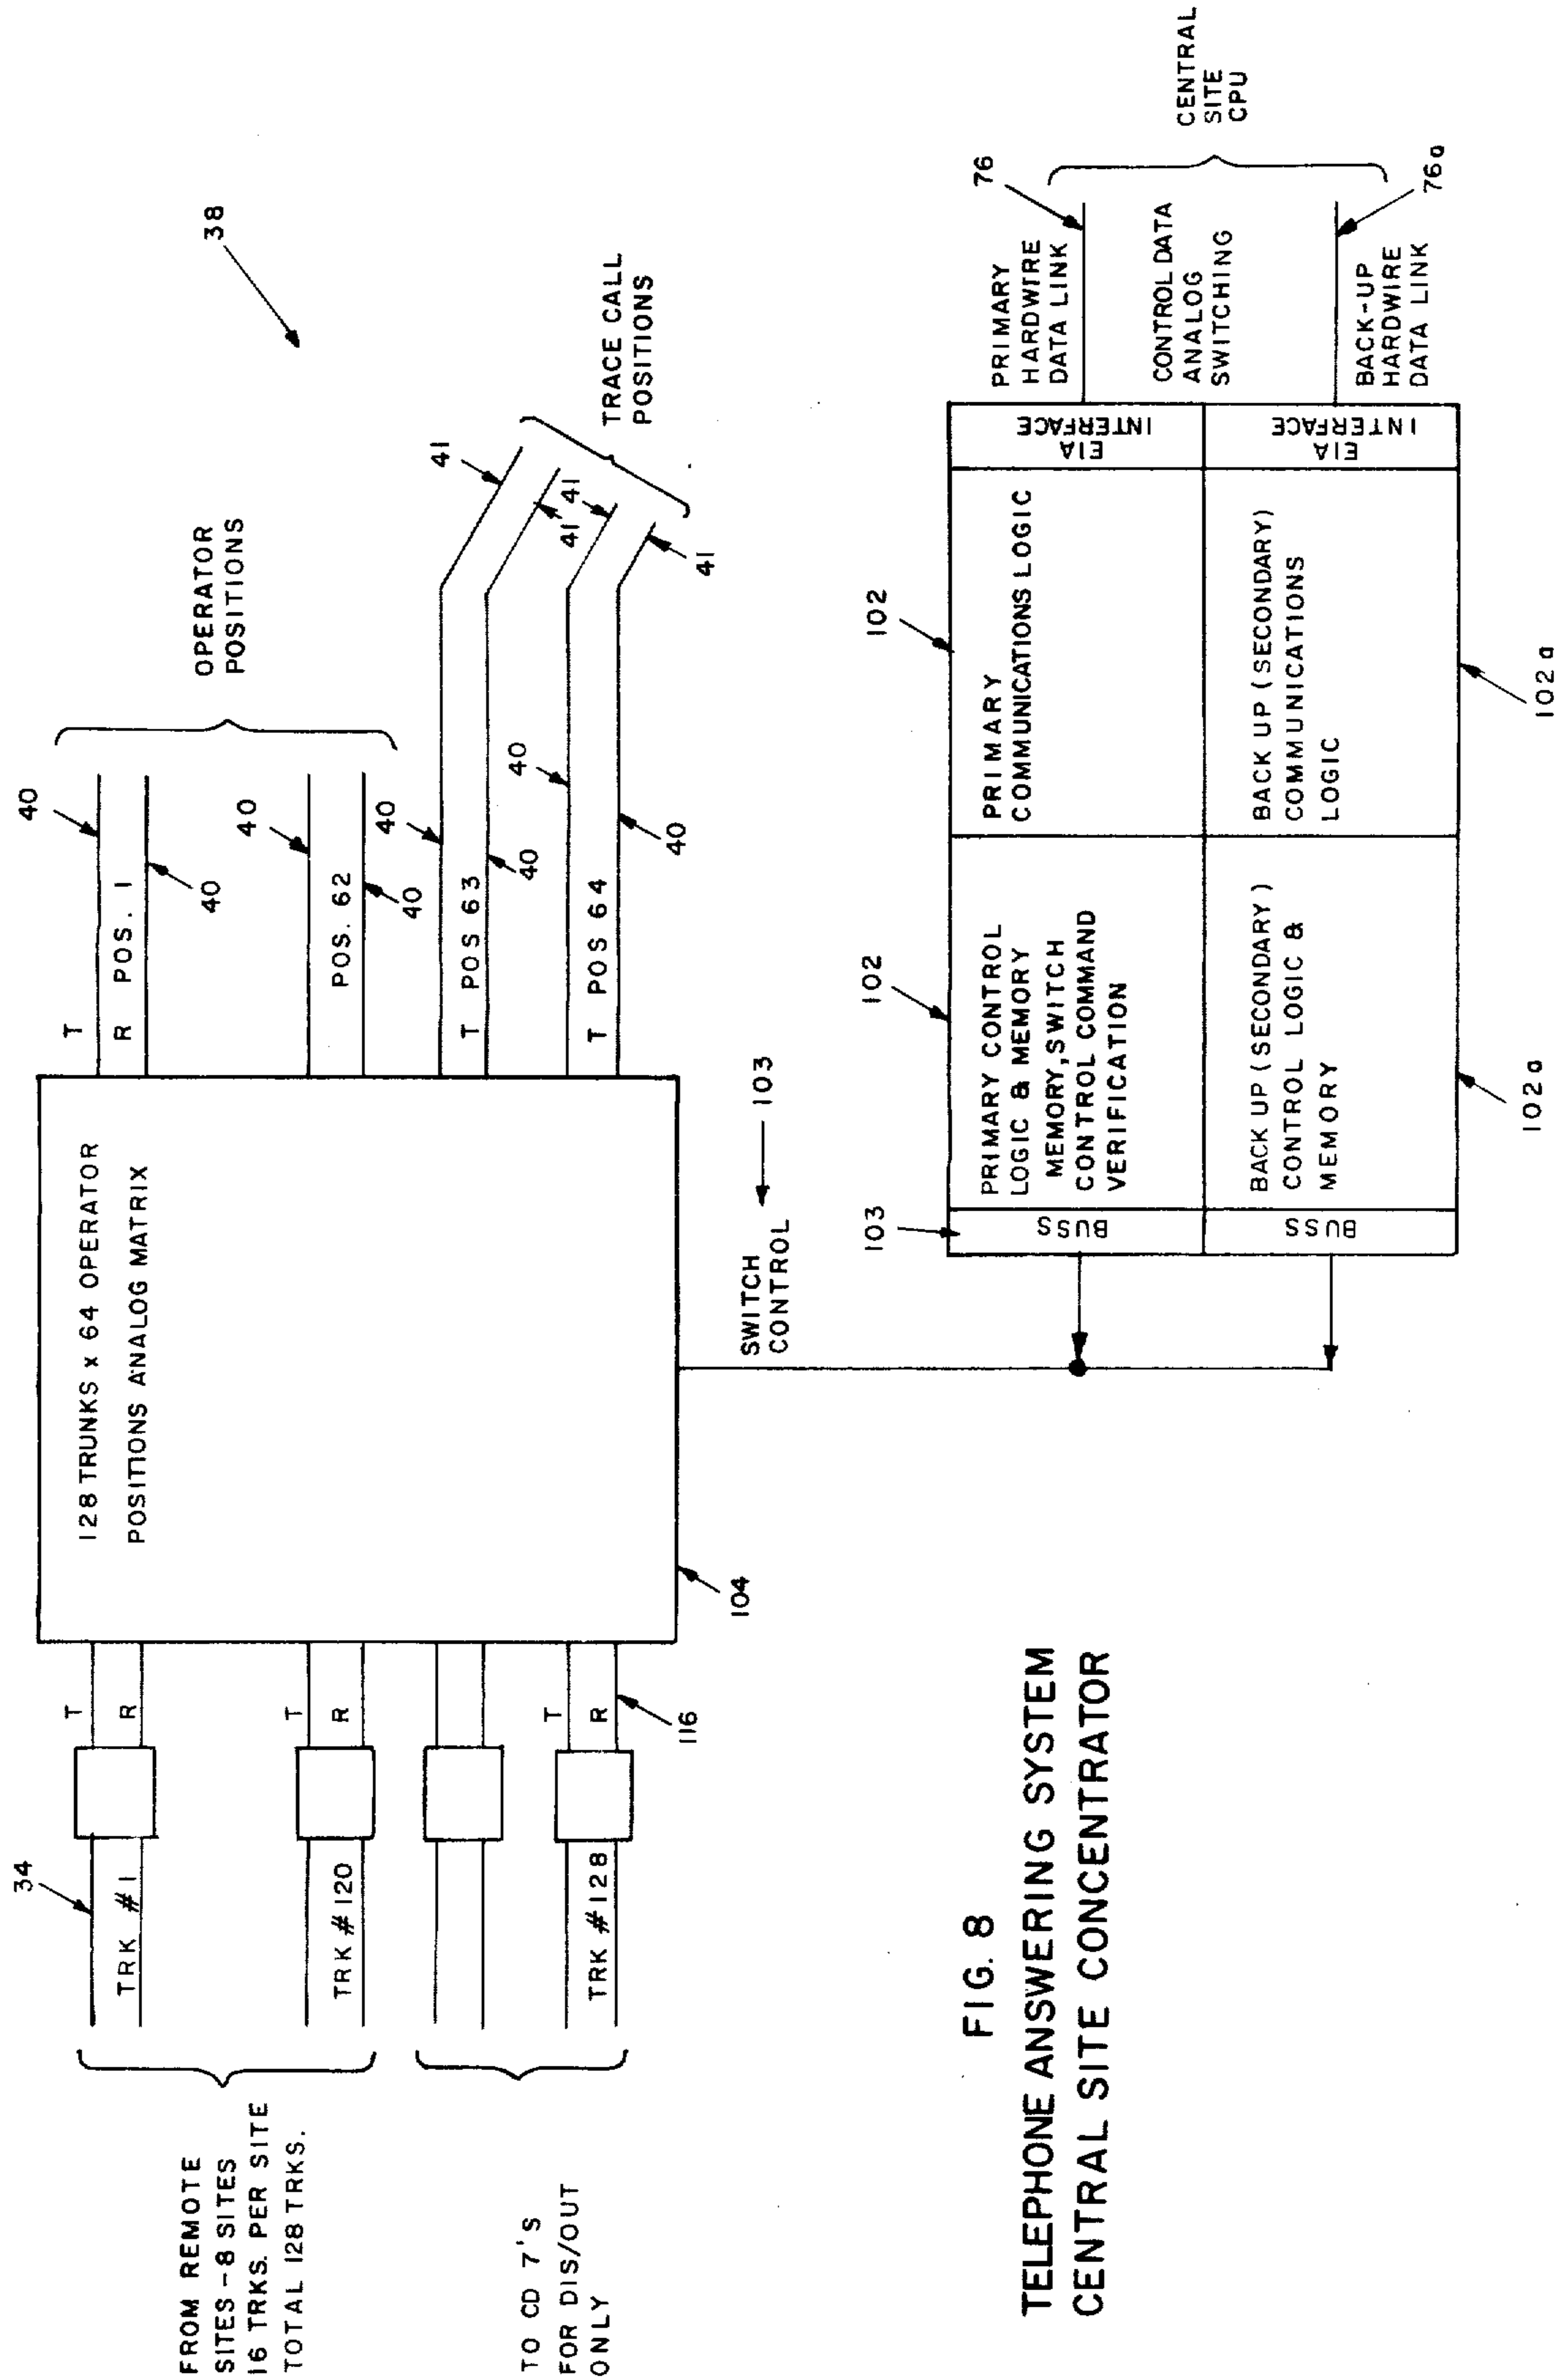 38
OPERATOR
POSITIONS
TRACE CALL
POSITIONS
40
T
R POS. 1
40
40
POS. 62
40
40
T POS 63
40
40
T POS 64
40
41
41
41
41
128 TRUNKS x 64 OPERATOR
POSITIONS ANALOG MATRIX
104
34
T
R
TRK #1
T
R
TRK #120
T
R
TRK #128
116
FROM REMOTE
SITES-8 SITES
16 TRKS. PER SITE
TOTAL 128 TRKS.
TO CD 7'S
FOR DIS/OUT
ONLY
SWITCH
CONTROL
103
103
BUSS
BUSS
102
PRIMARY CONTROL
LOGIC & MEMORY
MEMORY, SWITCH
CONTROL COMMAND
VERIFICATION
102
PRIMARY
COMMUNICATIONS LOGIC
BACK UP (SECONDARY)
CONTROL LOGIC &
MEMORY
102a
BACK UP (SECONDARY)
COMMUNICATIONS
LOGIC
102a
EIA
INTERFACE
EIA
INTERFACE
PRIMARY
HARDWIRE
DATA LINK
76
CONTROL DATA
ANALOG
SWITCHING
BACK-UP
HARDWIRE
DATA LINK
76a
CENTRAL
SITE
CPU
FIG. 8
TELEPHONE ANSWERING SYSTEM
CENTRAL SITE CONCENTRATOR